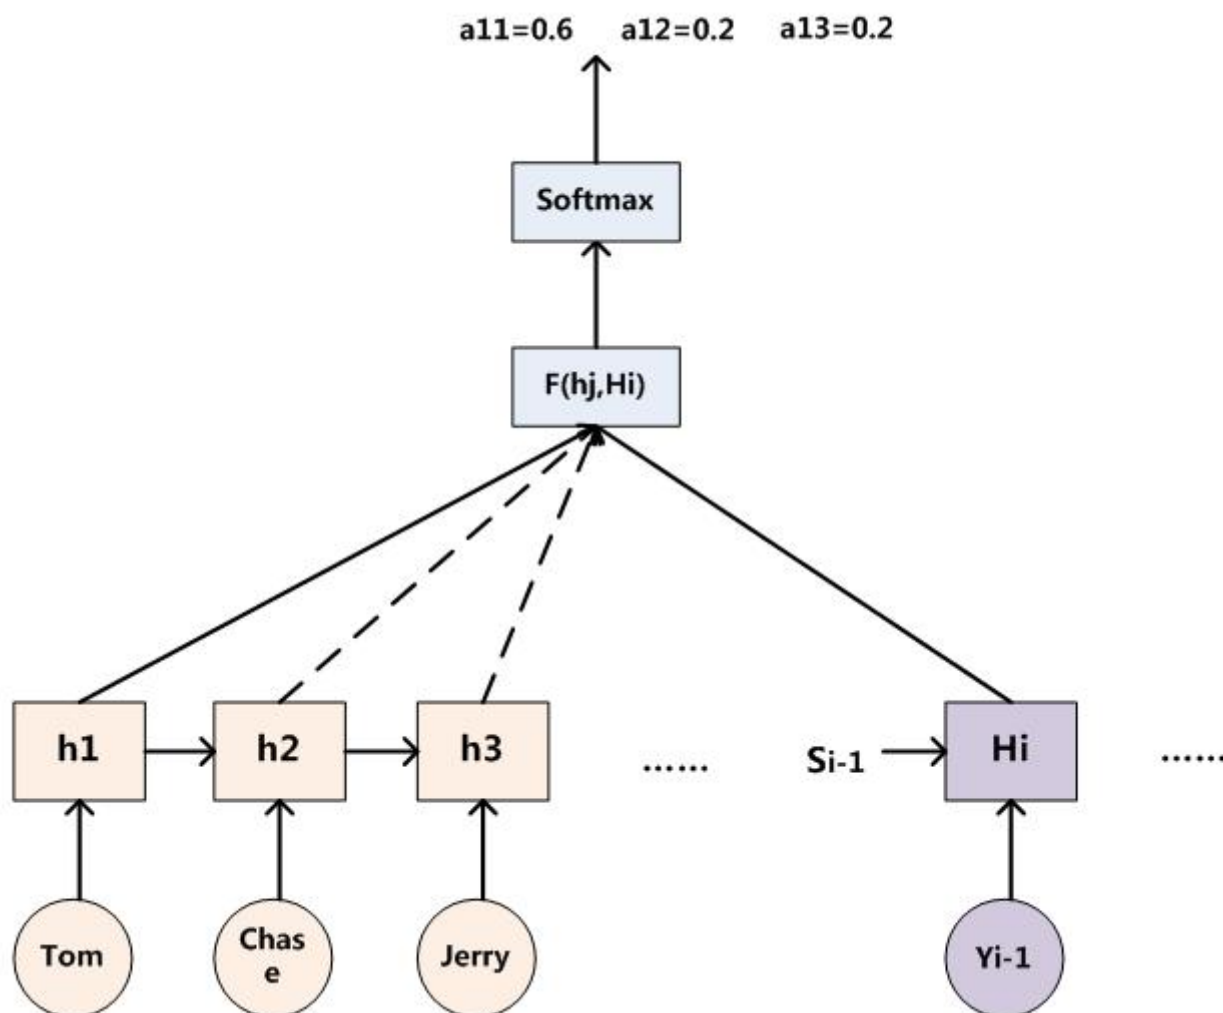 a11=0.6 a12=0.2 a13=0.2
Softmax
F(hj,Hi)
h1 h2 h3 ...... Si-1 Hi ......
Tom Chas
e Jerry Yi-1